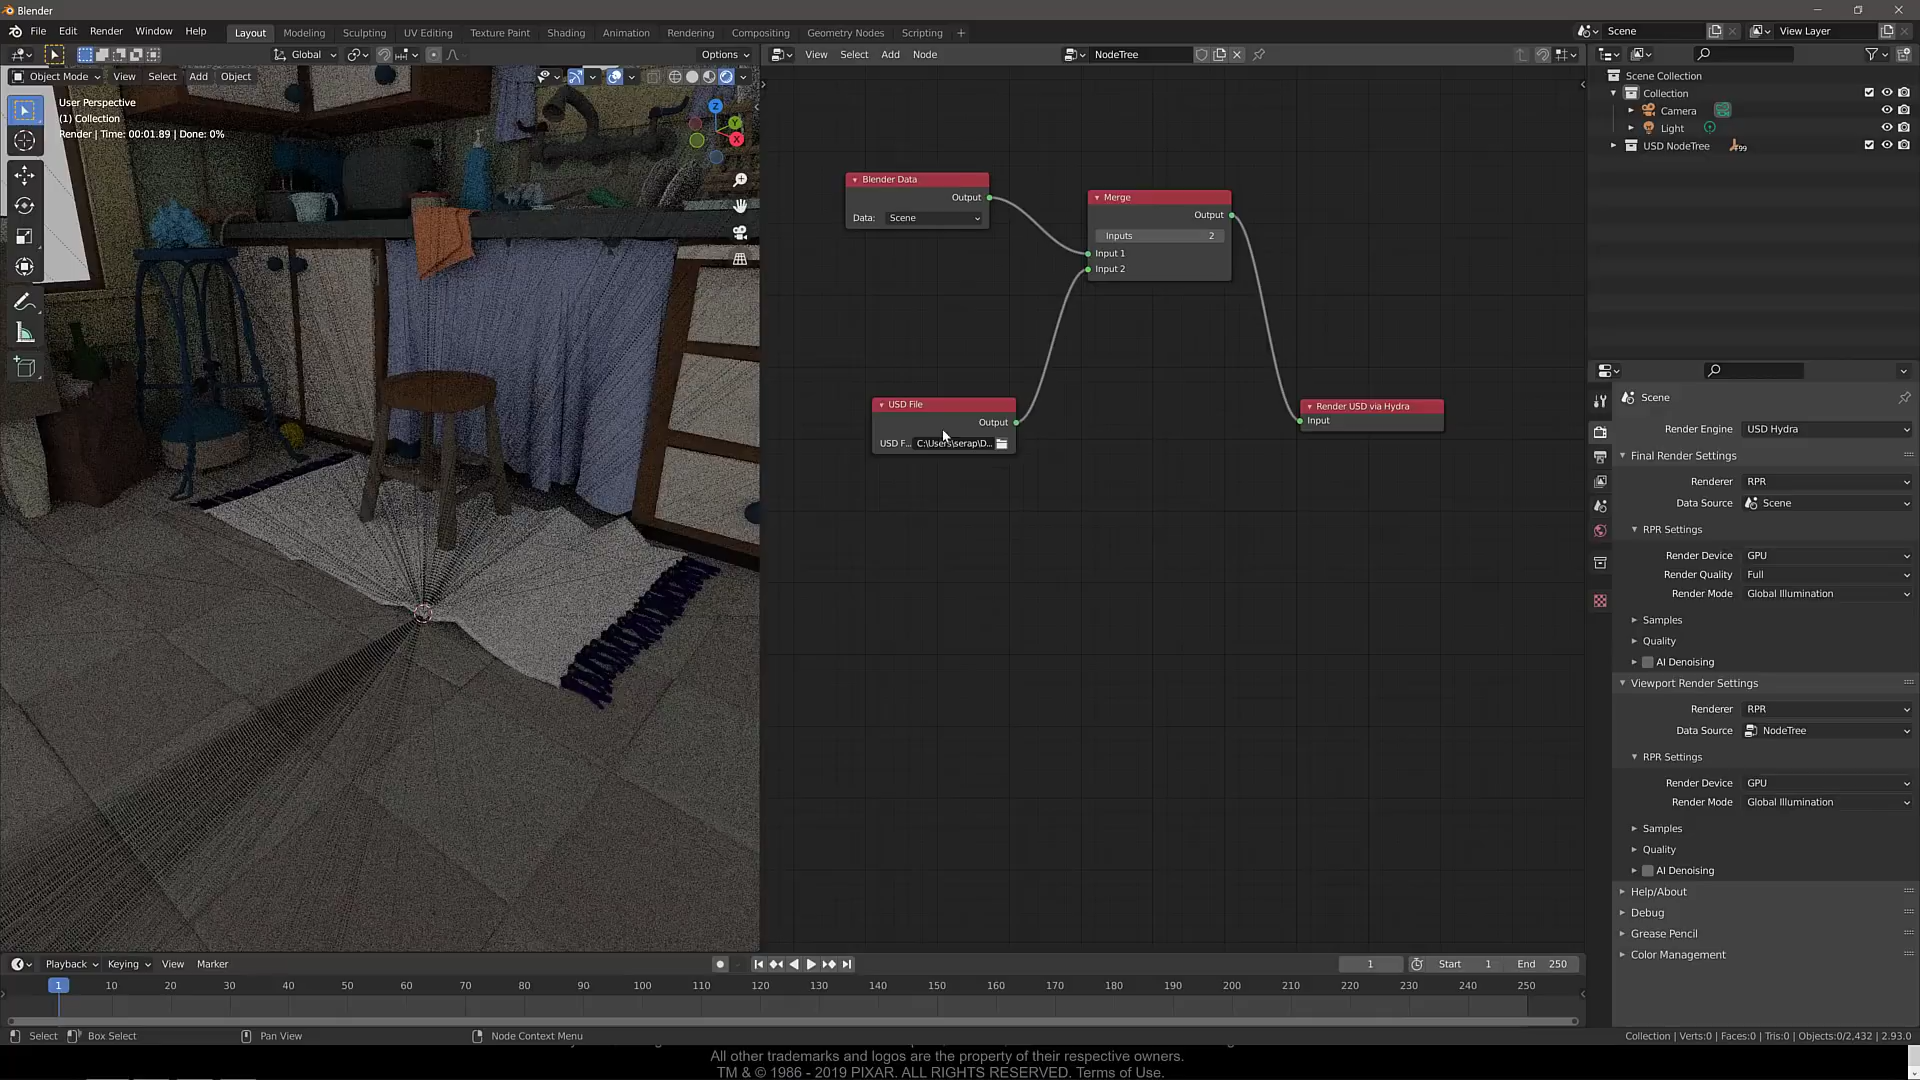 Blender
File Edit Render Window Help
Layout Modeling Sculpting UV Editing Texture Paint Shading Animation Rendering Compositing Geometry Nodes Scripting +
Scene
View Layer
Global
Options
View Select Add Node
NodeTree
Object Mode View Select Add Object
User Perspective
(1) Collection
Render | Time: 00:01.89 | Done: 0%
Z
Y
X
Blender Data
Output
Data: Scene
Merge
Output
Inputs 2
Input 1
Input 2
USD File
Output
USD F... C:\Users\serap\D...
Render USD via Hydra
Input
Scene Collection
Collection
Camera
Light
USD NodeTree
99
Scene
Render Engine USD Hydra
Final Render Settings
Renderer RPR
Data Source Scene
RPR Settings
Render Device GPU
Render Quality Full
Render Mode Global Illumination
Samples
Quality
AI Denoising
Viewport Render Settings
Renderer RPR
Data Source NodeTree
RPR Settings
Render Device GPU
Render Mode Global Illumination
Samples
Quality
AI Denoising
Help/About
Debug
Grease Pencil
Color Management
Playback Keying View Marker
1 Start 1 End 250
1 10 20 30 40 50 60 70 80 90 100 110 120 130 140 150 160 170 180 190 200 210 220 230 240 250
Select Box Select Pan View Node Context Menu
Collection | Verts:0 | Faces:0 | Tris:0 | Objects:0/2,432 | 2.93.0
All other trademarks and logos are the property of their respective owners.
TM & © 1986 - 2019 PIXAR. ALL RIGHTS RESERVED. Terms of Use.